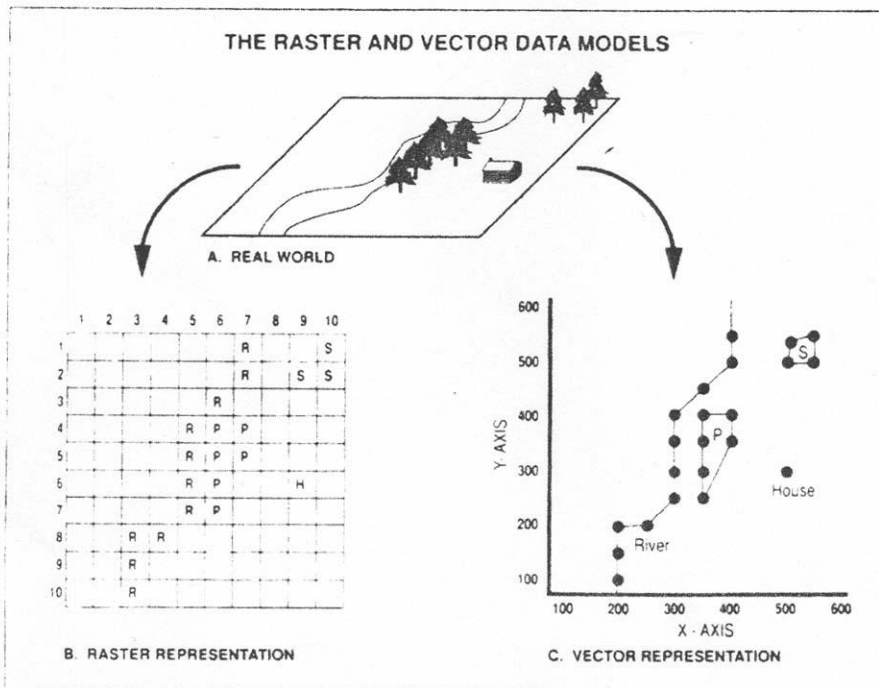 THE RASTER AND VECTOR DATA MODELS
A. REAL WORLD
1 2 3 4 5 6 7 8 9 10
1 R S
2 R S S
3 R
4 R P P
5 R P P
6 R P H
7 R P
8 R R
9 R
10 R
B. RASTER REPRESENTATION
600
500 S
400
P
Y-AXIS
300
House
200
River
100
100 200 300 400 500 600
X-AXIS
C. VECTOR REPRESENTATION